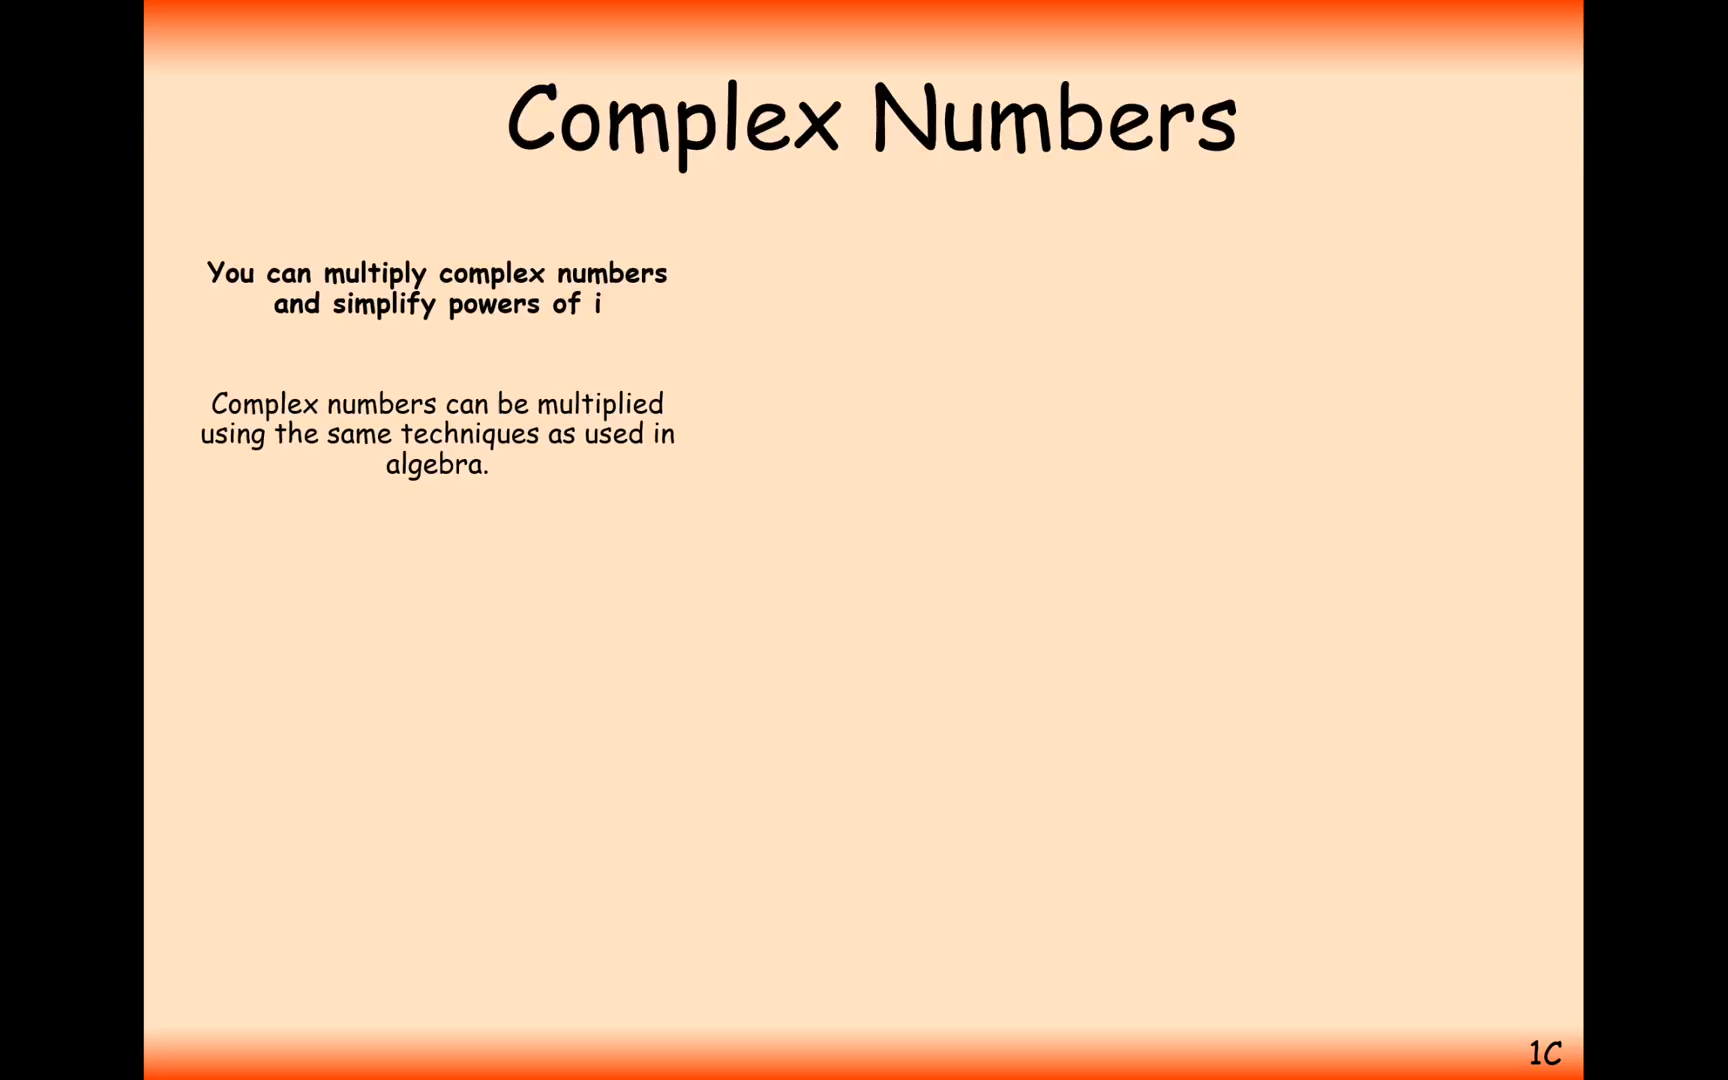 Complex Numbers
You can multiply complex numbers
and simplify powers of i
Complex numbers can be multiplied
using the same techniques as used in
algebra.
1C